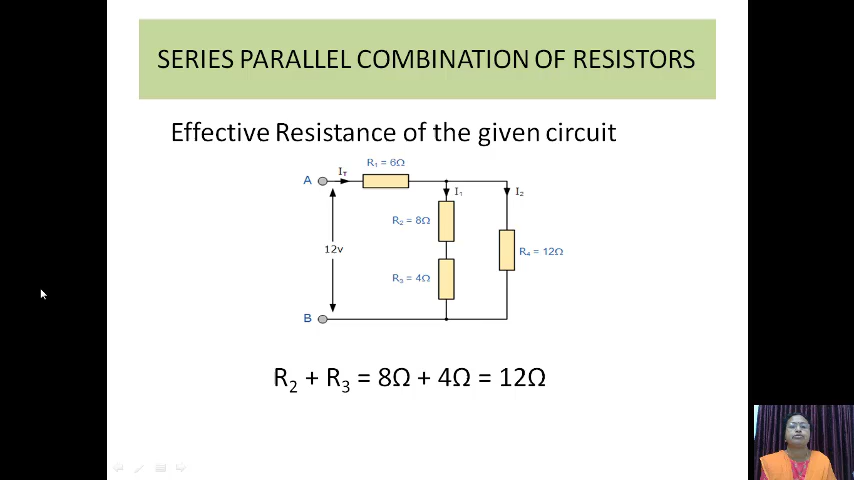 SERIES PARALLEL COMBINATION OF RESISTORS
Effective Resistance of the given circuit
R₁ = 6Ω
A
I_T
I₁
I₂
R₂ = 8Ω
12v
R₄ = 12Ω
R₃ = 4Ω
B
R₂ + R₃ = 8Ω + 4Ω = 12Ω